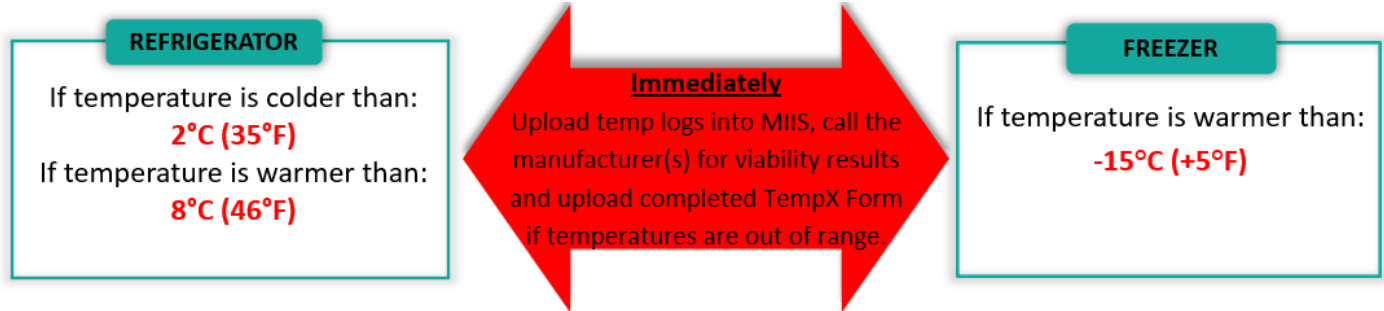 REFRIGERATOR
If temperature is colder than:
2°C (35°F)
If temperature is warmer than:
8°C (46°F)
Immediately
Upload temp logs into MIIS, call the
manufacturer(s) for viability results
and upload completed TempX Form
if temperatures are out of range.
FREEZER
If temperature is warmer than:
-15°C (+5°F)